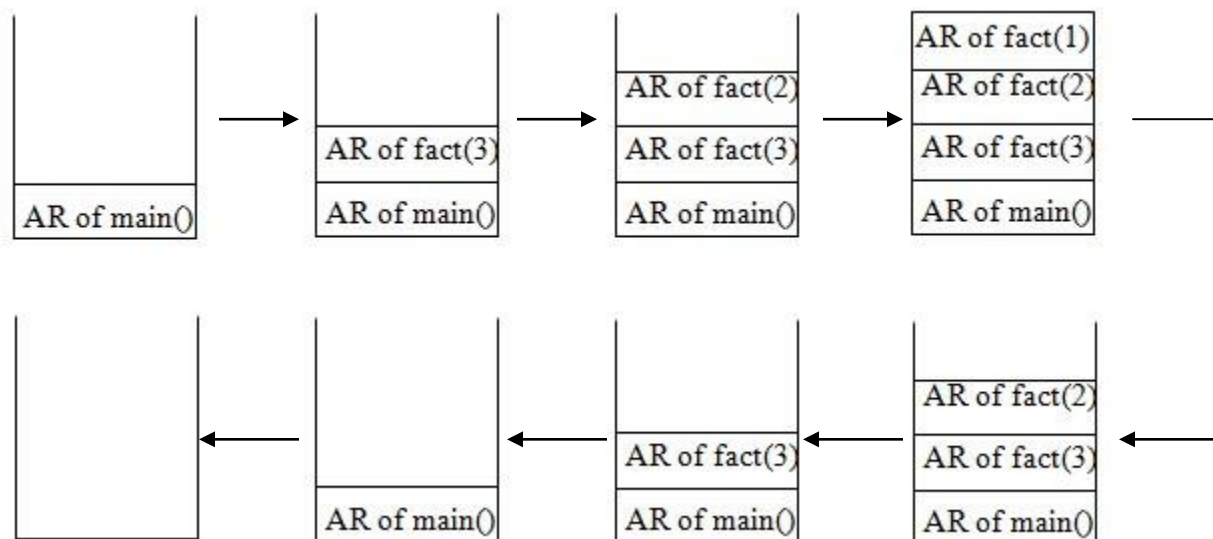 AR of main()
AR of fact(3)
AR of main()
AR of fact(2)
AR of fact(3)
AR of main()
AR of fact(1)
AR of fact(2)
AR of fact(3)
AR of main()
AR of fact(2)
AR of fact(3)
AR of main()
AR of fact(3)
AR of main()
AR of main()